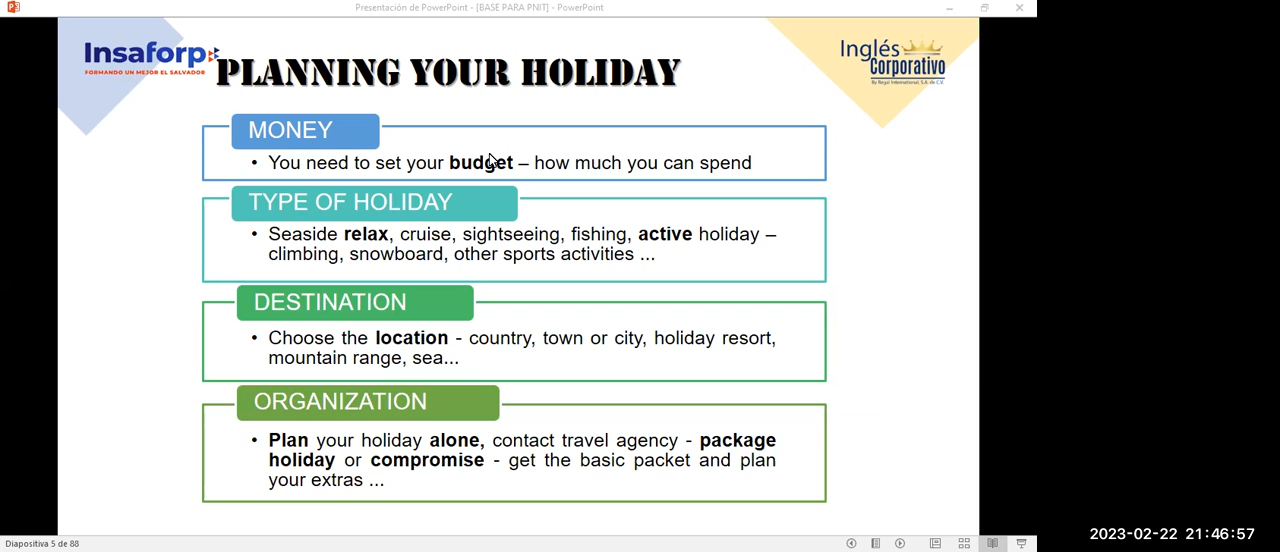 Presentación de PowerPoint - [BASE PARA PNIT] - PowerPoint
Insaforp
FORMANDO UN MEJOR EL SALVADOR
PLANNING YOUR HOLIDAY
Inglés
Corporativo
By Regal International, S.A. de C.V.
MONEY
• You need to set your budget – how much you can spend
TYPE OF HOLIDAY
• Seaside relax, cruise, sightseeing, fishing, active holiday –
climbing, snowboard, other sports activities ...
DESTINATION
• Choose the location - country, town or city, holiday resort,
mountain range, sea...
ORGANIZATION
• Plan your holiday alone, contact travel agency - package
holiday or compromise - get the basic packet and plan
your extras ...
Diapositiva 5 de 88
2023-02-22 21:46:57